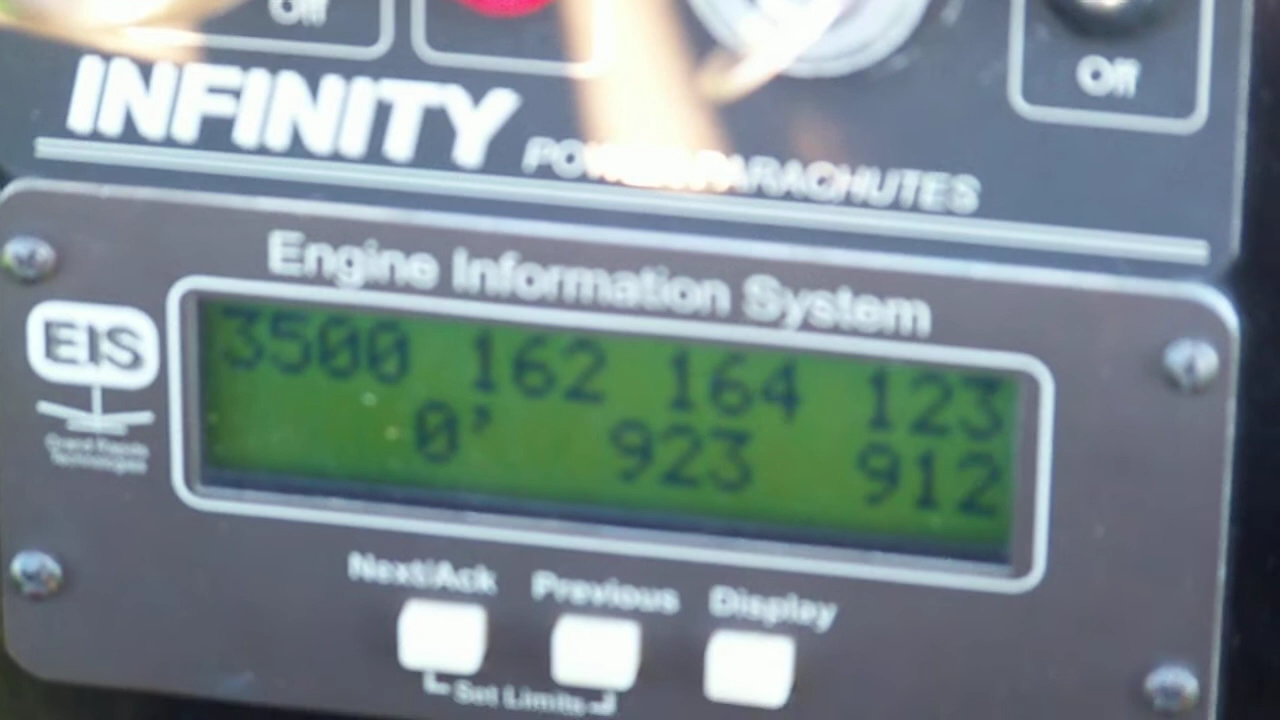 Off
Off
INFINITY
POWER PARACHUTES
Engine Information System
EIS
Grand Rapids
Technologies
3500 162 164 123
0' 923 912
Next/Ack Previous Display
Set Limits